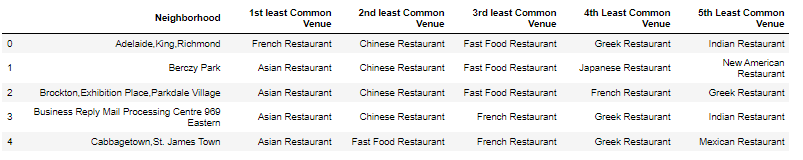 Neighborhood 1st least Common Venue 2nd least Common Venue 3rd least Common Venue 4th Least Common Venue 5th Least Common Venue
0 Adelaide,King,Richmond French Restaurant Chinese Restaurant Fast Food Restaurant Greek Restaurant Indian Restaurant
1 Berczy Park Asian Restaurant Chinese Restaurant Fast Food Restaurant Japanese Restaurant New American Restaurant
2 Brockton,Exhibition Place,Parkdale Village Asian Restaurant Chinese Restaurant Fast Food Restaurant French Restaurant Greek Restaurant
3 Business Reply Mail Processing Centre 969 Eastern Asian Restaurant Chinese Restaurant French Restaurant Greek Restaurant Indian Restaurant
4 Cabbagetown,St. James Town Asian Restaurant Fast Food Restaurant French Restaurant Greek Restaurant Mexican Restaurant